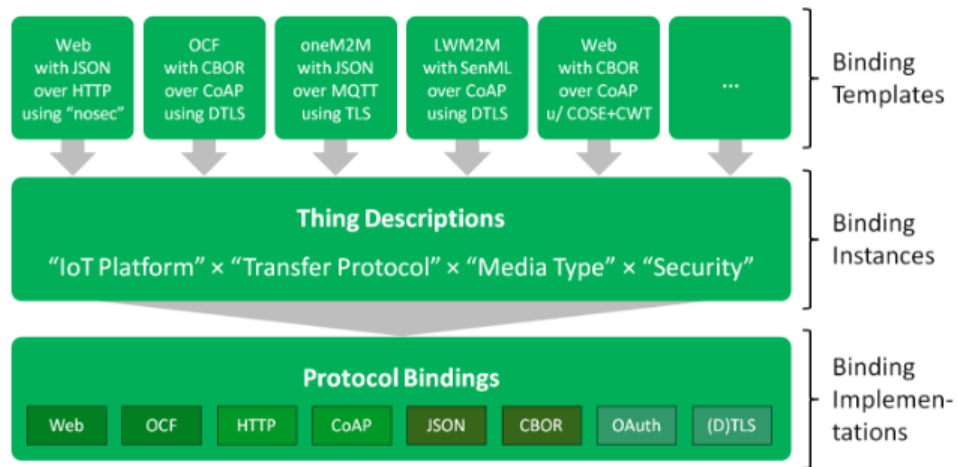 Web
with JSON
over HTTP
using “nosec”
OCF
with CBOR
over CoAP
using DTLS
oneM2M
with JSON
over MQTT
using TLS
LWM2M
with SenML
over CoAP
using DTLS
Web
with CBOR
over CoAP
u/ COSE+CWT
...
Binding
Templates
Thing Descriptions
“IoT Platform” × “Transfer Protocol” × “Media Type” × “Security”
Binding
Instances
Protocol Bindings
Web
OCF
HTTP
CoAP
JSON
CBOR
OAuth
(D)TLS
Binding
Implemen-
tations